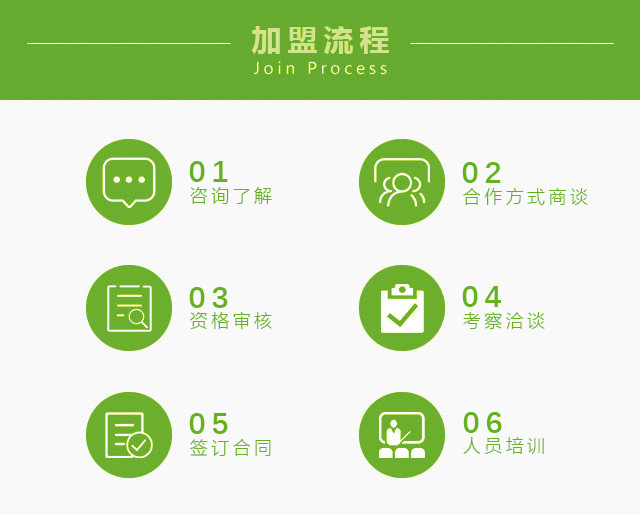 加盟流程
Join Process
01
咨询了解
02
合作方式商谈
03
资格审核
04
考察洽谈
05
签订合同
06
人员培训